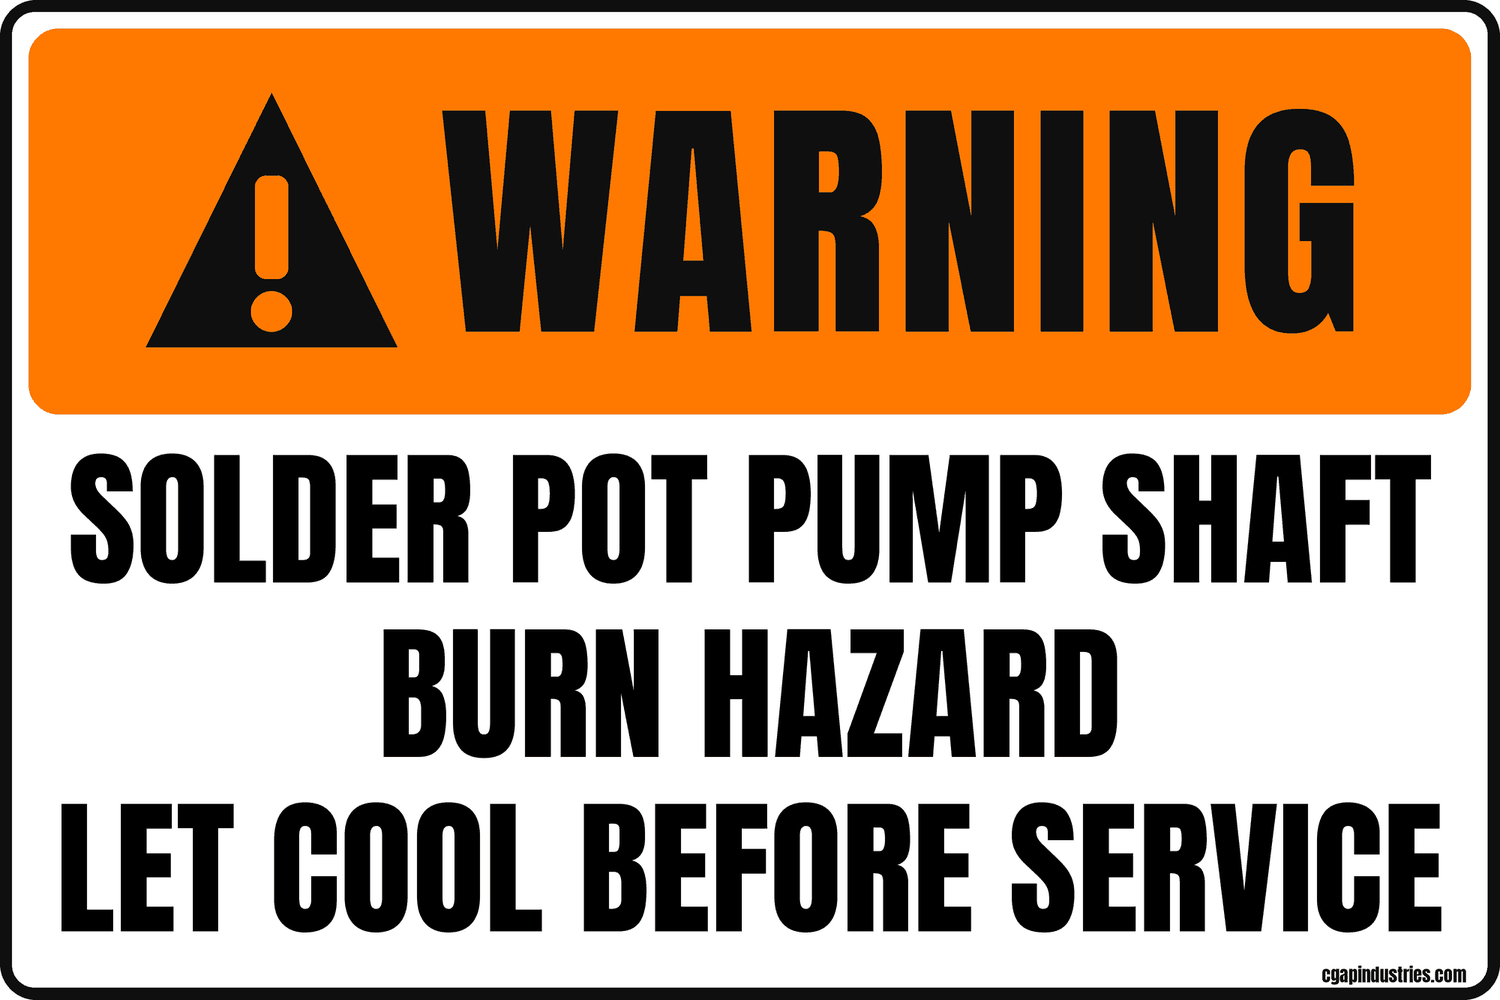 WARNING
SOLDER POT PUMP SHAFT
BURN HAZARD
LET COOL BEFORE SERVICE
cgapindustries.com